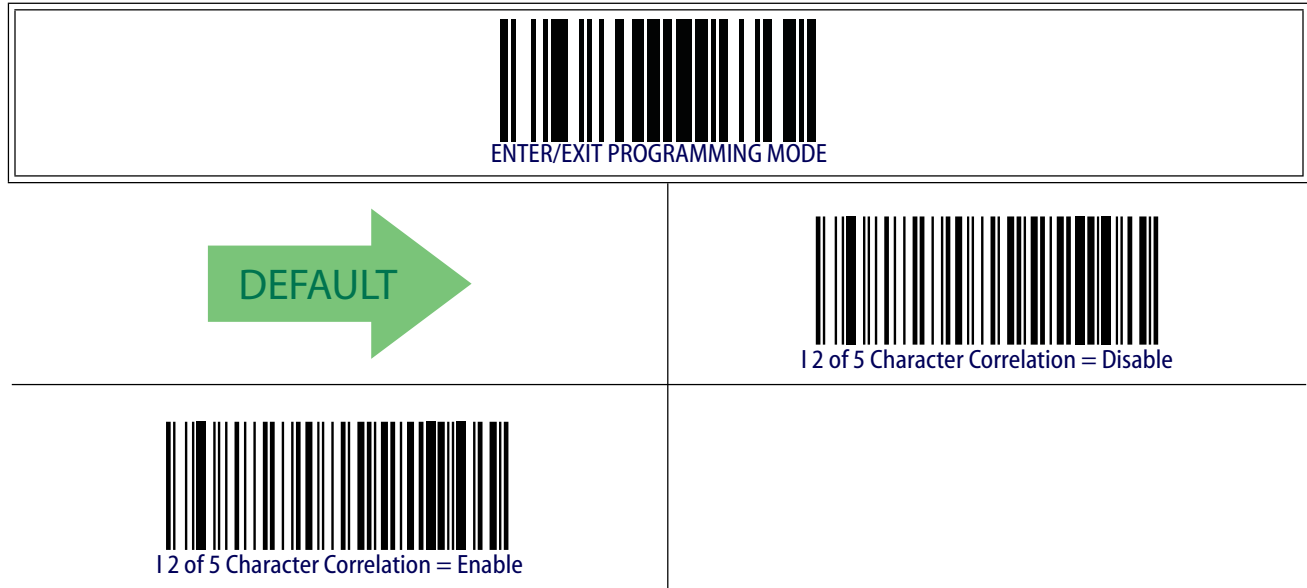 ENTER/EXIT PROGRAMMING MODE
DEFAULT
I 2 of 5 Character Correlation = Disable
I 2 of 5 Character Correlation = Enable